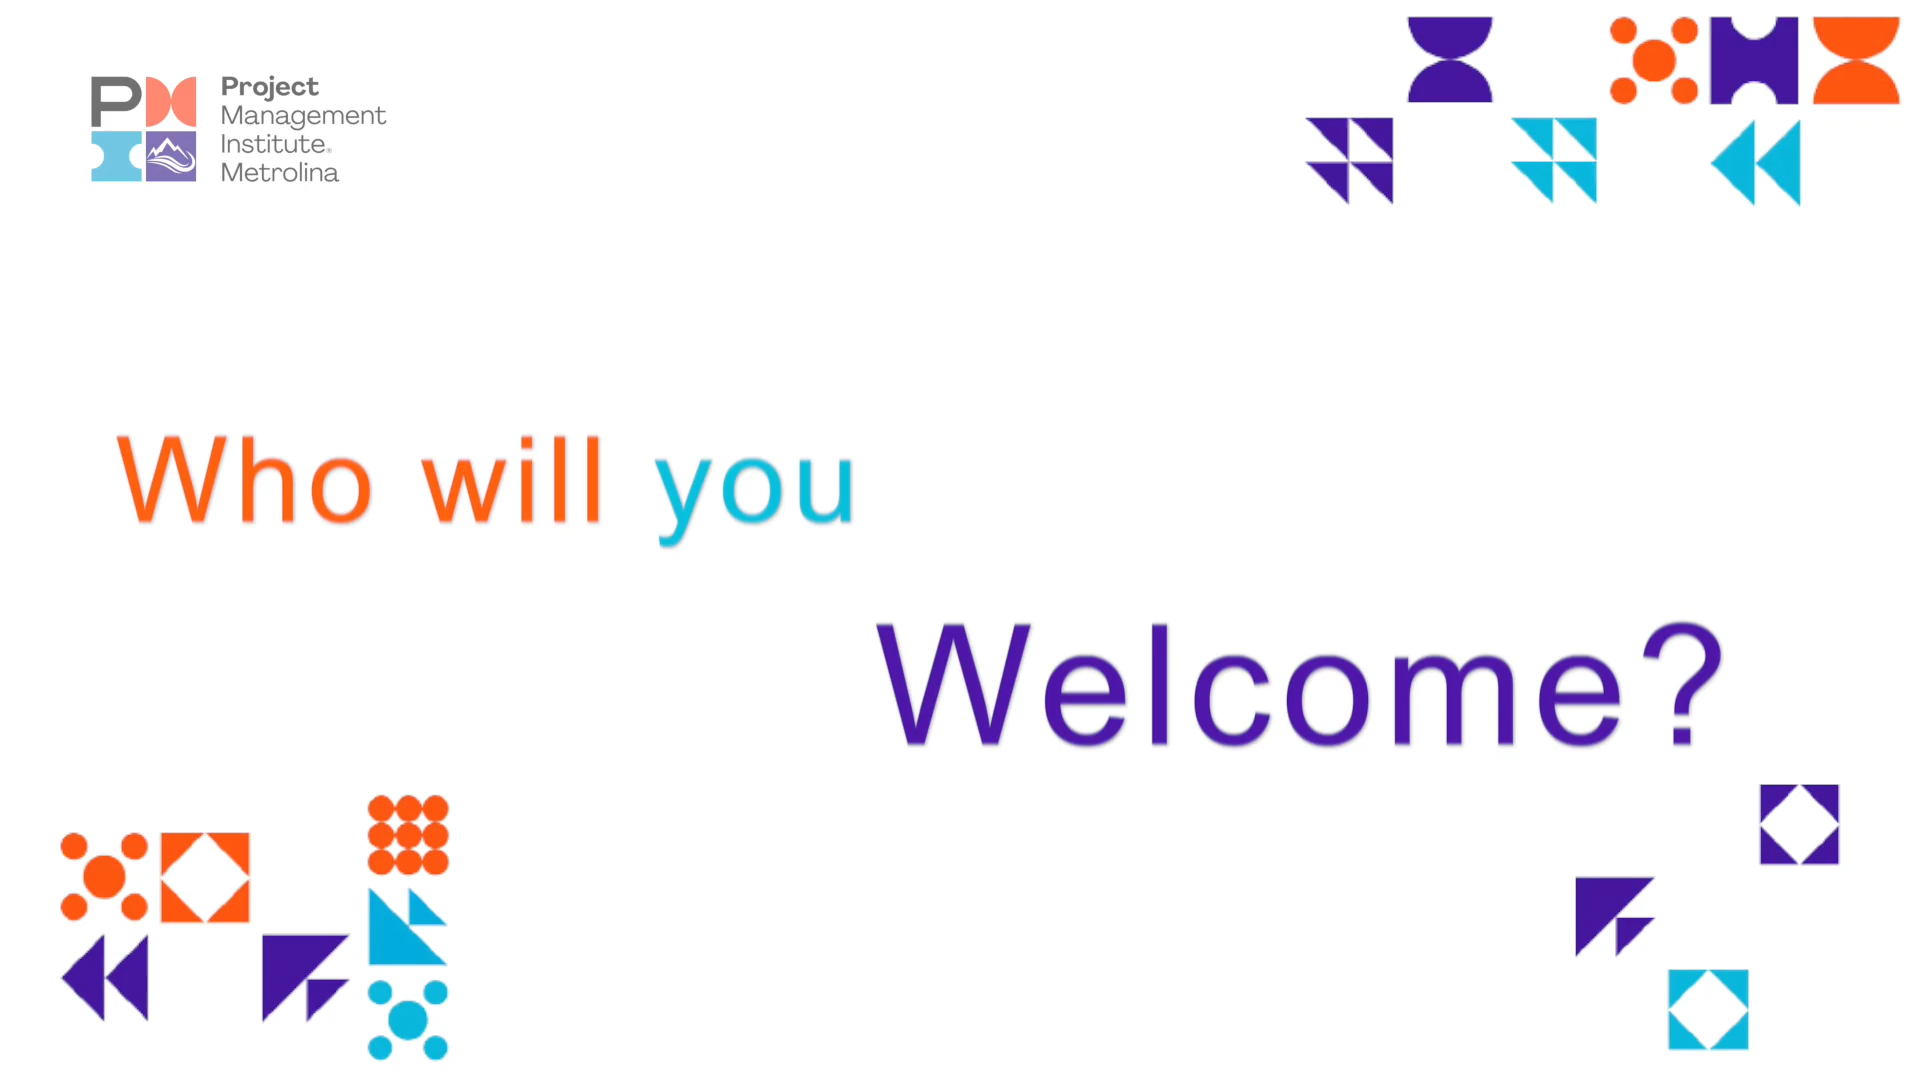 Project
Management
Institute®
Metrolina
Who will you
Welcome?